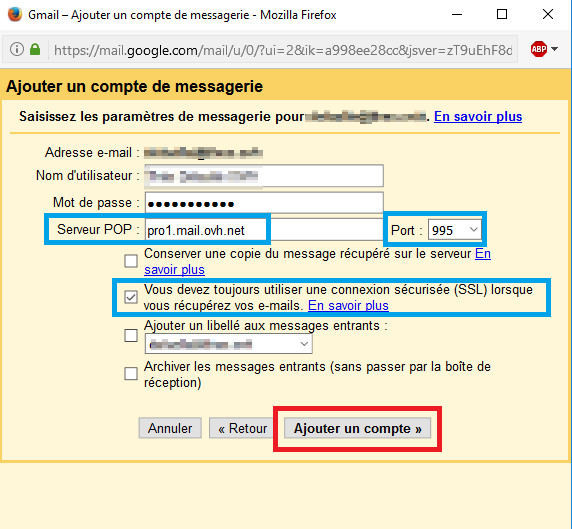 Gmail – Ajouter un compte de messagerie - Mozilla Firefox
https://mail.google.com/mail/u/0/?ui=2&ik=a998ee28cc&jsver=zT9uEhF8d
ABP
Ajouter un compte de messagerie
Saisissez les paramètres de messagerie pour . En savoir plus
Adresse e-mail :
Nom d'utilisateur :
Mot de passe : ●●●●●●●●●●●
Serveur POP : pro1.mail.ovh.net Port : 995
Conserver une copie du message récupéré sur le serveur En
savoir plus
Vous devez toujours utiliser une connexion sécurisée (SSL) lorsque
vous récupérez vos e-mails. En savoir plus
Ajouter un libellé aux messages entrants :
Archiver les messages entrants (sans passer par la boîte de
réception)
Annuler « Retour Ajouter un compte »